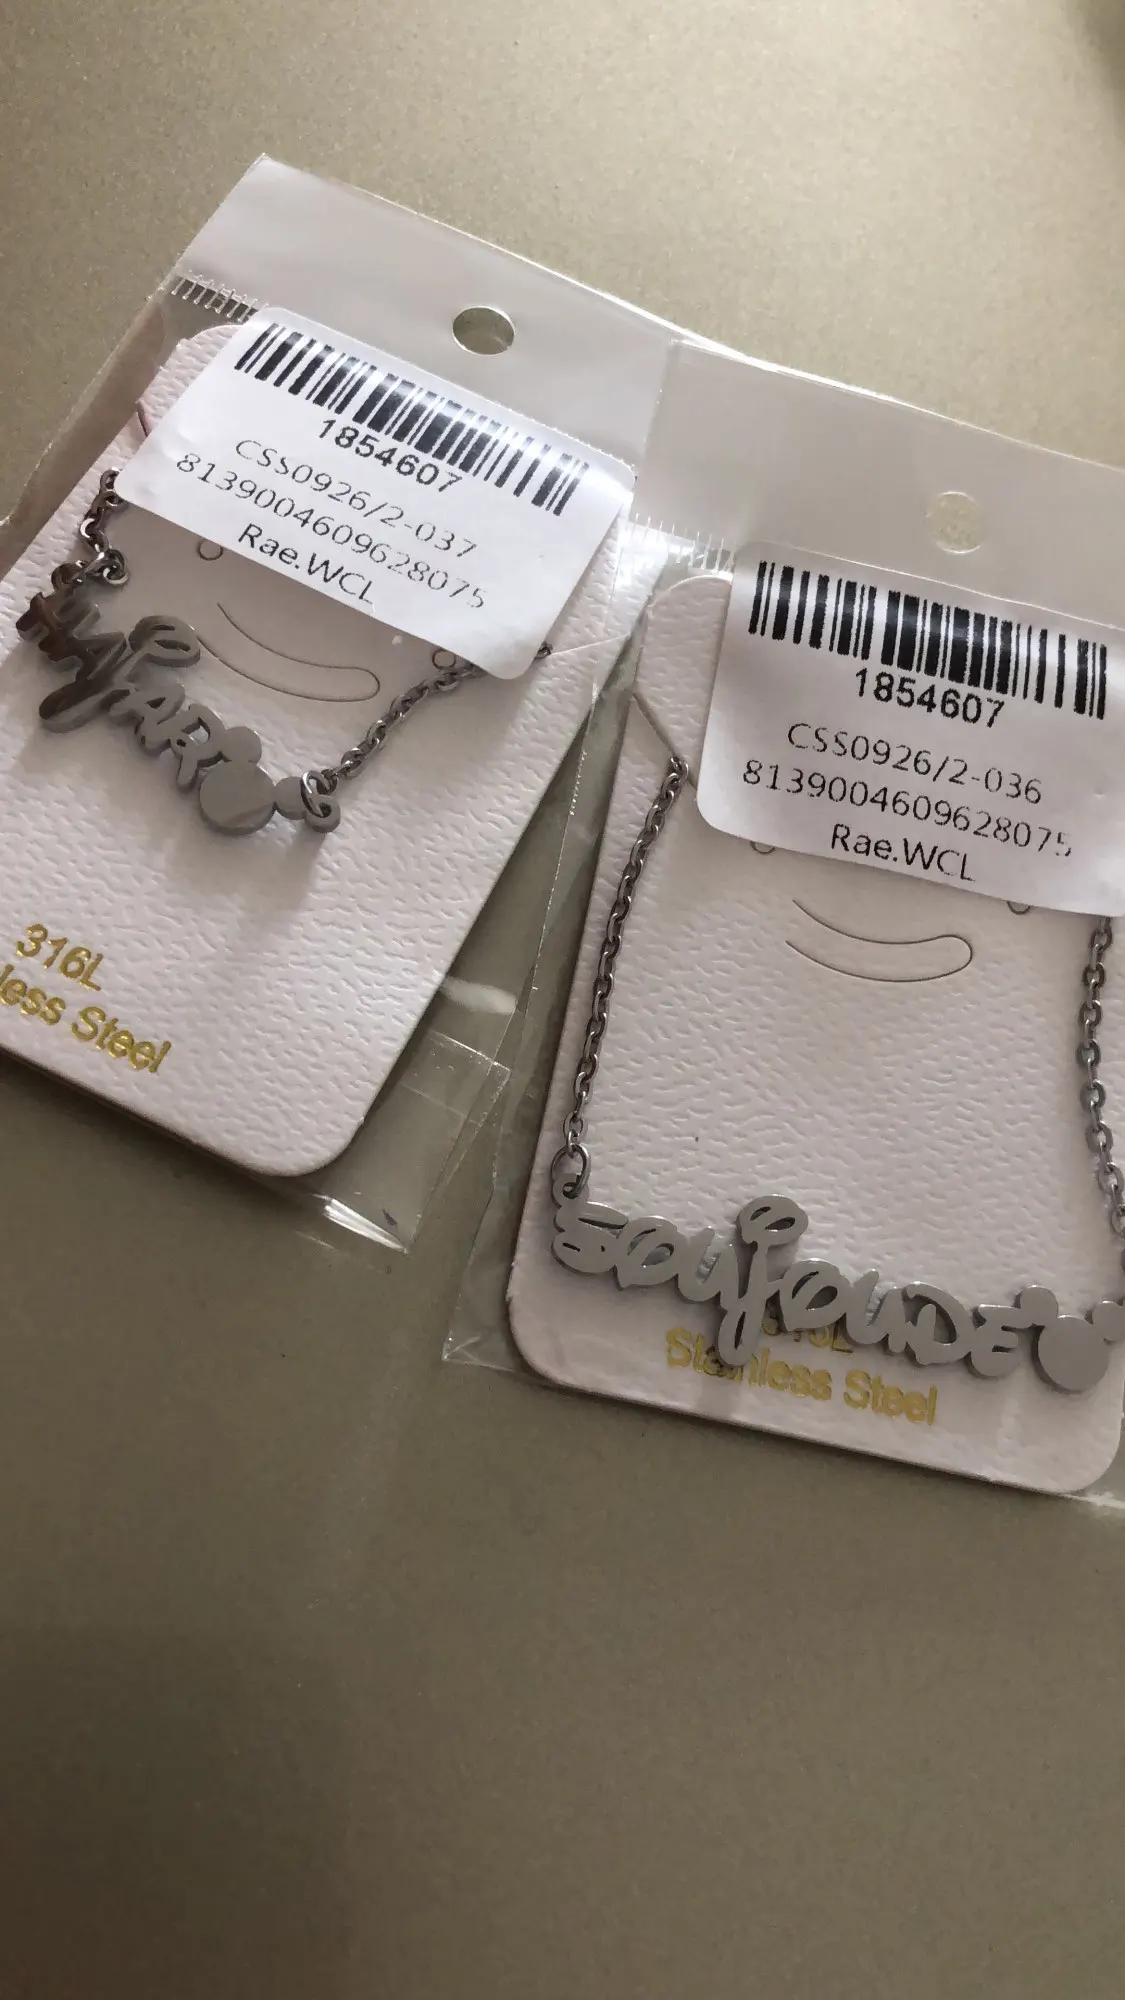 1854607
CSS0926/2-037
8139004609628075
Rae.WCL
316L
less Steel
1854607
CSS0926/2-036
8139004609628075
Rae.WCL
soujoude
Stainless Steel